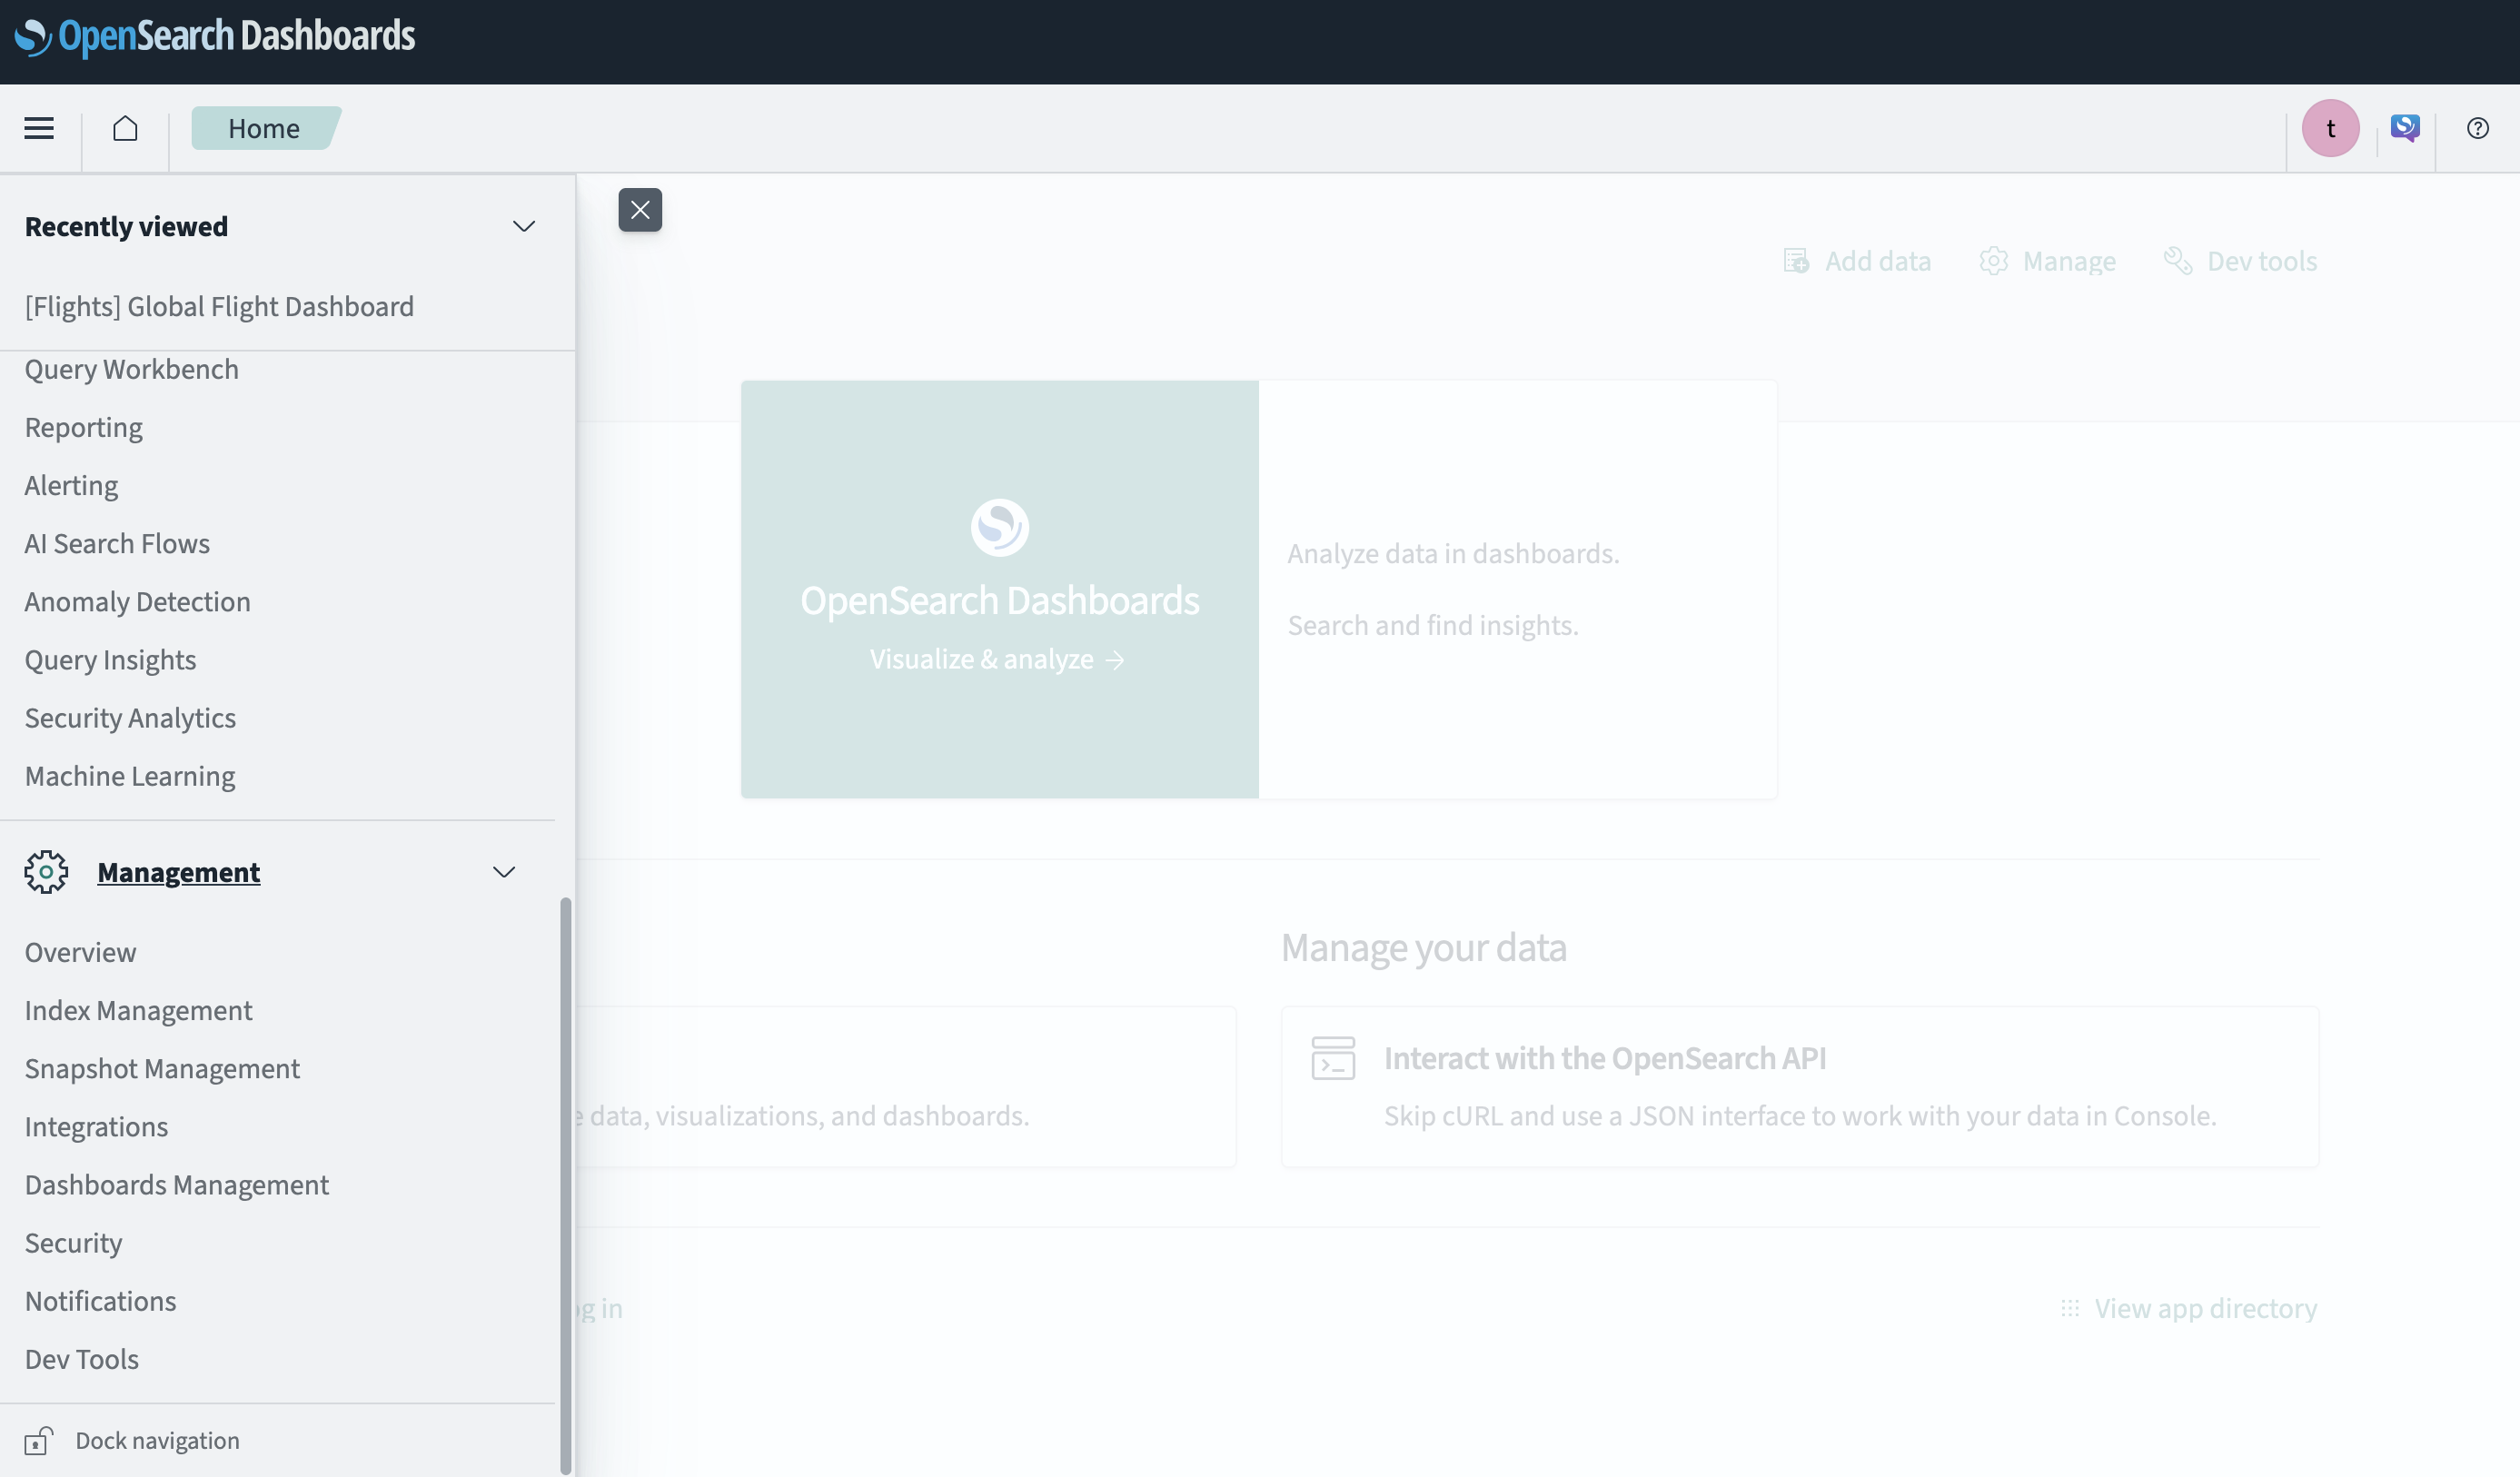 OpenSearch Dashboards
Home
t
Recently viewed
[Flights] Global Flight Dashboard
Query Workbench
Reporting
Alerting
AI Search Flows
Anomaly Detection
Query Insights
Security Analytics
Machine Learning
Management
Overview
Index Management
Snapshot Management
Integrations
Dashboards Management
Security
Notifications
Dev Tools
Dock navigation
Add data
Manage
Dev tools
OpenSearch Dashboards
Visualize & analyze
Analyze data in dashboards.
Search and find insights.
Manage your data
data, visualizations, and dashboards.
Interact with the OpenSearch API
Skip cURL and use a JSON interface to work with your data in Console.
in
View app directory